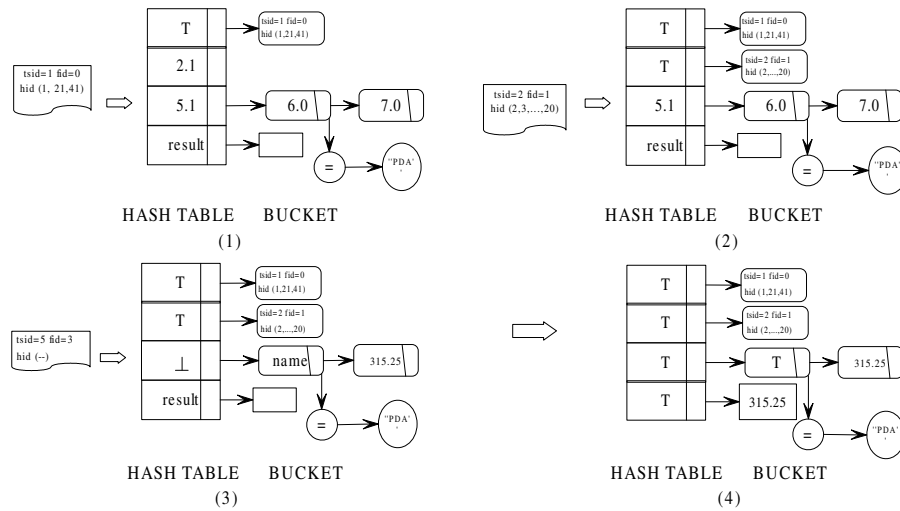 tsid=1 fid=0
hid (1, 21,41)
T
tsid=1 fid=0
hid (1,21,41)
2.1
5.1
6.0
7.0
result
=
"PDA'
'
HASH TABLE BUCKET
(1)
tsid=2 fid=1
hid (2,3,...,20)
T
tsid=1 fid=0
hid (1,21,41)
T
tsid=2 fid=1
hid (2,...,20)
5.1
6.0
7.0
result
=
"PDA'
'
HASH TABLE BUCKET
(2)
tsid=5 fid=3
hid (--)
T
tsid=1 fid=0
hid (1,21,41)
T
tsid=2 fid=1
hid (2,...,20)
⊥
name
315.25
result
=
"PDA'
'
HASH TABLE BUCKET
(3)
T
tsid=1 fid=0
hid (1,21,41)
T
tsid=2 fid=1
hid (2,...,20)
T
T
315.25
T
315.25
=
"PDA'
'
HASH TABLE BUCKET
(4)